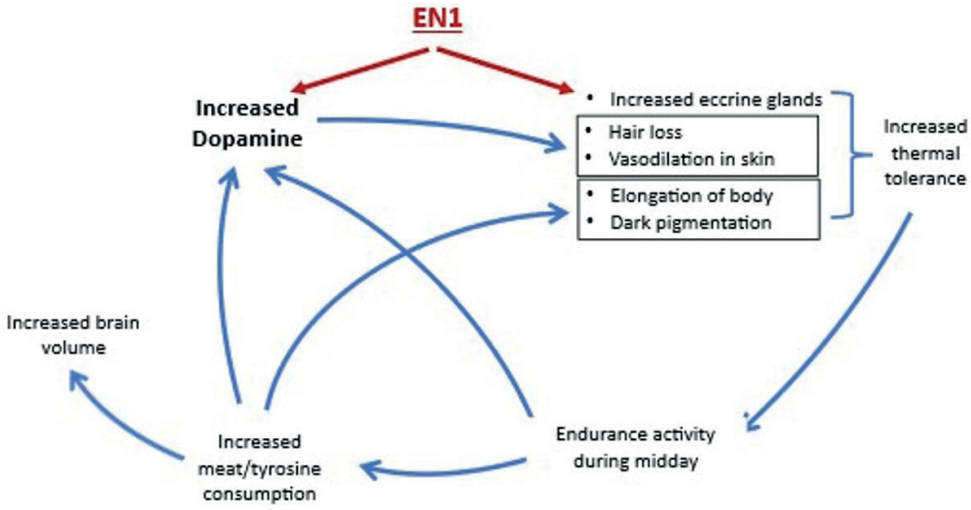 EN1
Increased
Dopamine
• Increased eccrine glands
• Hair loss
• Vasodilation in skin
• Elongation of body
• Dark pigmentation
Increased
thermal
tolerance
Increased brain
volume
Increased
meat/tyrosine
consumption
Endurance activity
during midday